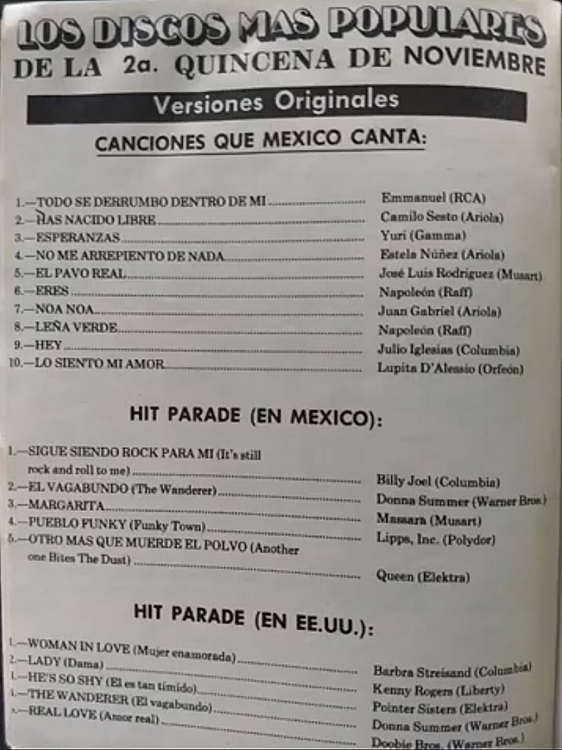 LOS DISCOS MAS POPULARES
DE LA 2a. QUINCENA DE NOVIEMBRE
Versiones Originales
CANCIONES QUE MEXICO CANTA:
1.—TODO SE DERRUMBO DENTRO DE MI ........ Emmanuel (RCA)
2.—HAS NACIDO LIBRE ........ Camilo Sesto (Ariola)
3.—ESPERANZAS ........ Yuri (Gamma)
4.—NO ME ARREPIENTO DE NADA ........ Estela Núñez (Ariola)
5.—EL PAVO REAL ........ José Luis Rodríguez (Musart)
6.—ERES ........ Napoleón (Raff)
7.—NOA NOA ........ Juan Gabriel (Ariola)
8.—LEÑA VERDE ........ Napoleón (Raff)
9.—HEY ........ Julio Iglesias (Columbia)
10.—LO SIENTO MI AMOR ........ Lupita D'Alessio (Orfeón)
HIT PARADE (EN MEXICO):
1.—SIGUE SIENDO ROCK PARA MI (It's still
rock and roll to me) ........ Billy Joel (Columbia)
2.—EL VAGABUNDO (The Wanderer) ........ Donna Summer (Warner Bros.)
3.—MARGARITA ........ Massara (Musart)
4.—PUEBLO FUNKY (Funky Town) ........ Lipps, Inc. (Polydor)
5.—OTRO MAS QUE MUERDE EL POLVO (Another
one Bites The Dust) ........ Queen (Elektra)
HIT PARADE (EN EE.UU.):
—WOMAN IN LOVE (Mujer enamorada) ........ Barbra Streisand (Columbia)
2.—LADY (Dama) ........ Kenny Rogers (Liberty)
—HE'S SO SHY (El es tan tímido) ........ Pointer Sisters (Elektra)
—THE WANDERER (El vagabundo) ........ Donna Summer (Warner Bros.)
—REAL LOVE (Amor real) ........ Doobie Bros. (Warner Bros.)